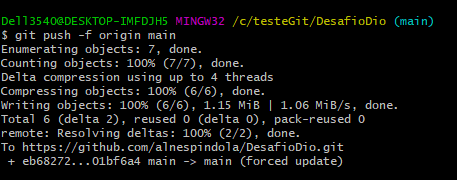 Dell3540@DESKTOP-IMFDJH5 MINGW32 /c/testeGit/DesafioDio (main)
$ git push -f origin main
Enumerating objects: 7, done.
Counting objects: 100% (7/7), done.
Delta compression using up to 4 threads
Compressing objects: 100% (6/6), done.
Writing objects: 100% (6/6), 1.15 MiB | 1.06 MiB/s, done.
Total 6 (delta 2), reused 0 (delta 0), pack-reused 0
remote: Resolving deltas: 100% (2/2), done.
To https://github.com/alnespindola/DesafioDio.git
 + eb68272...01bf6a4 main -> main (forced update)